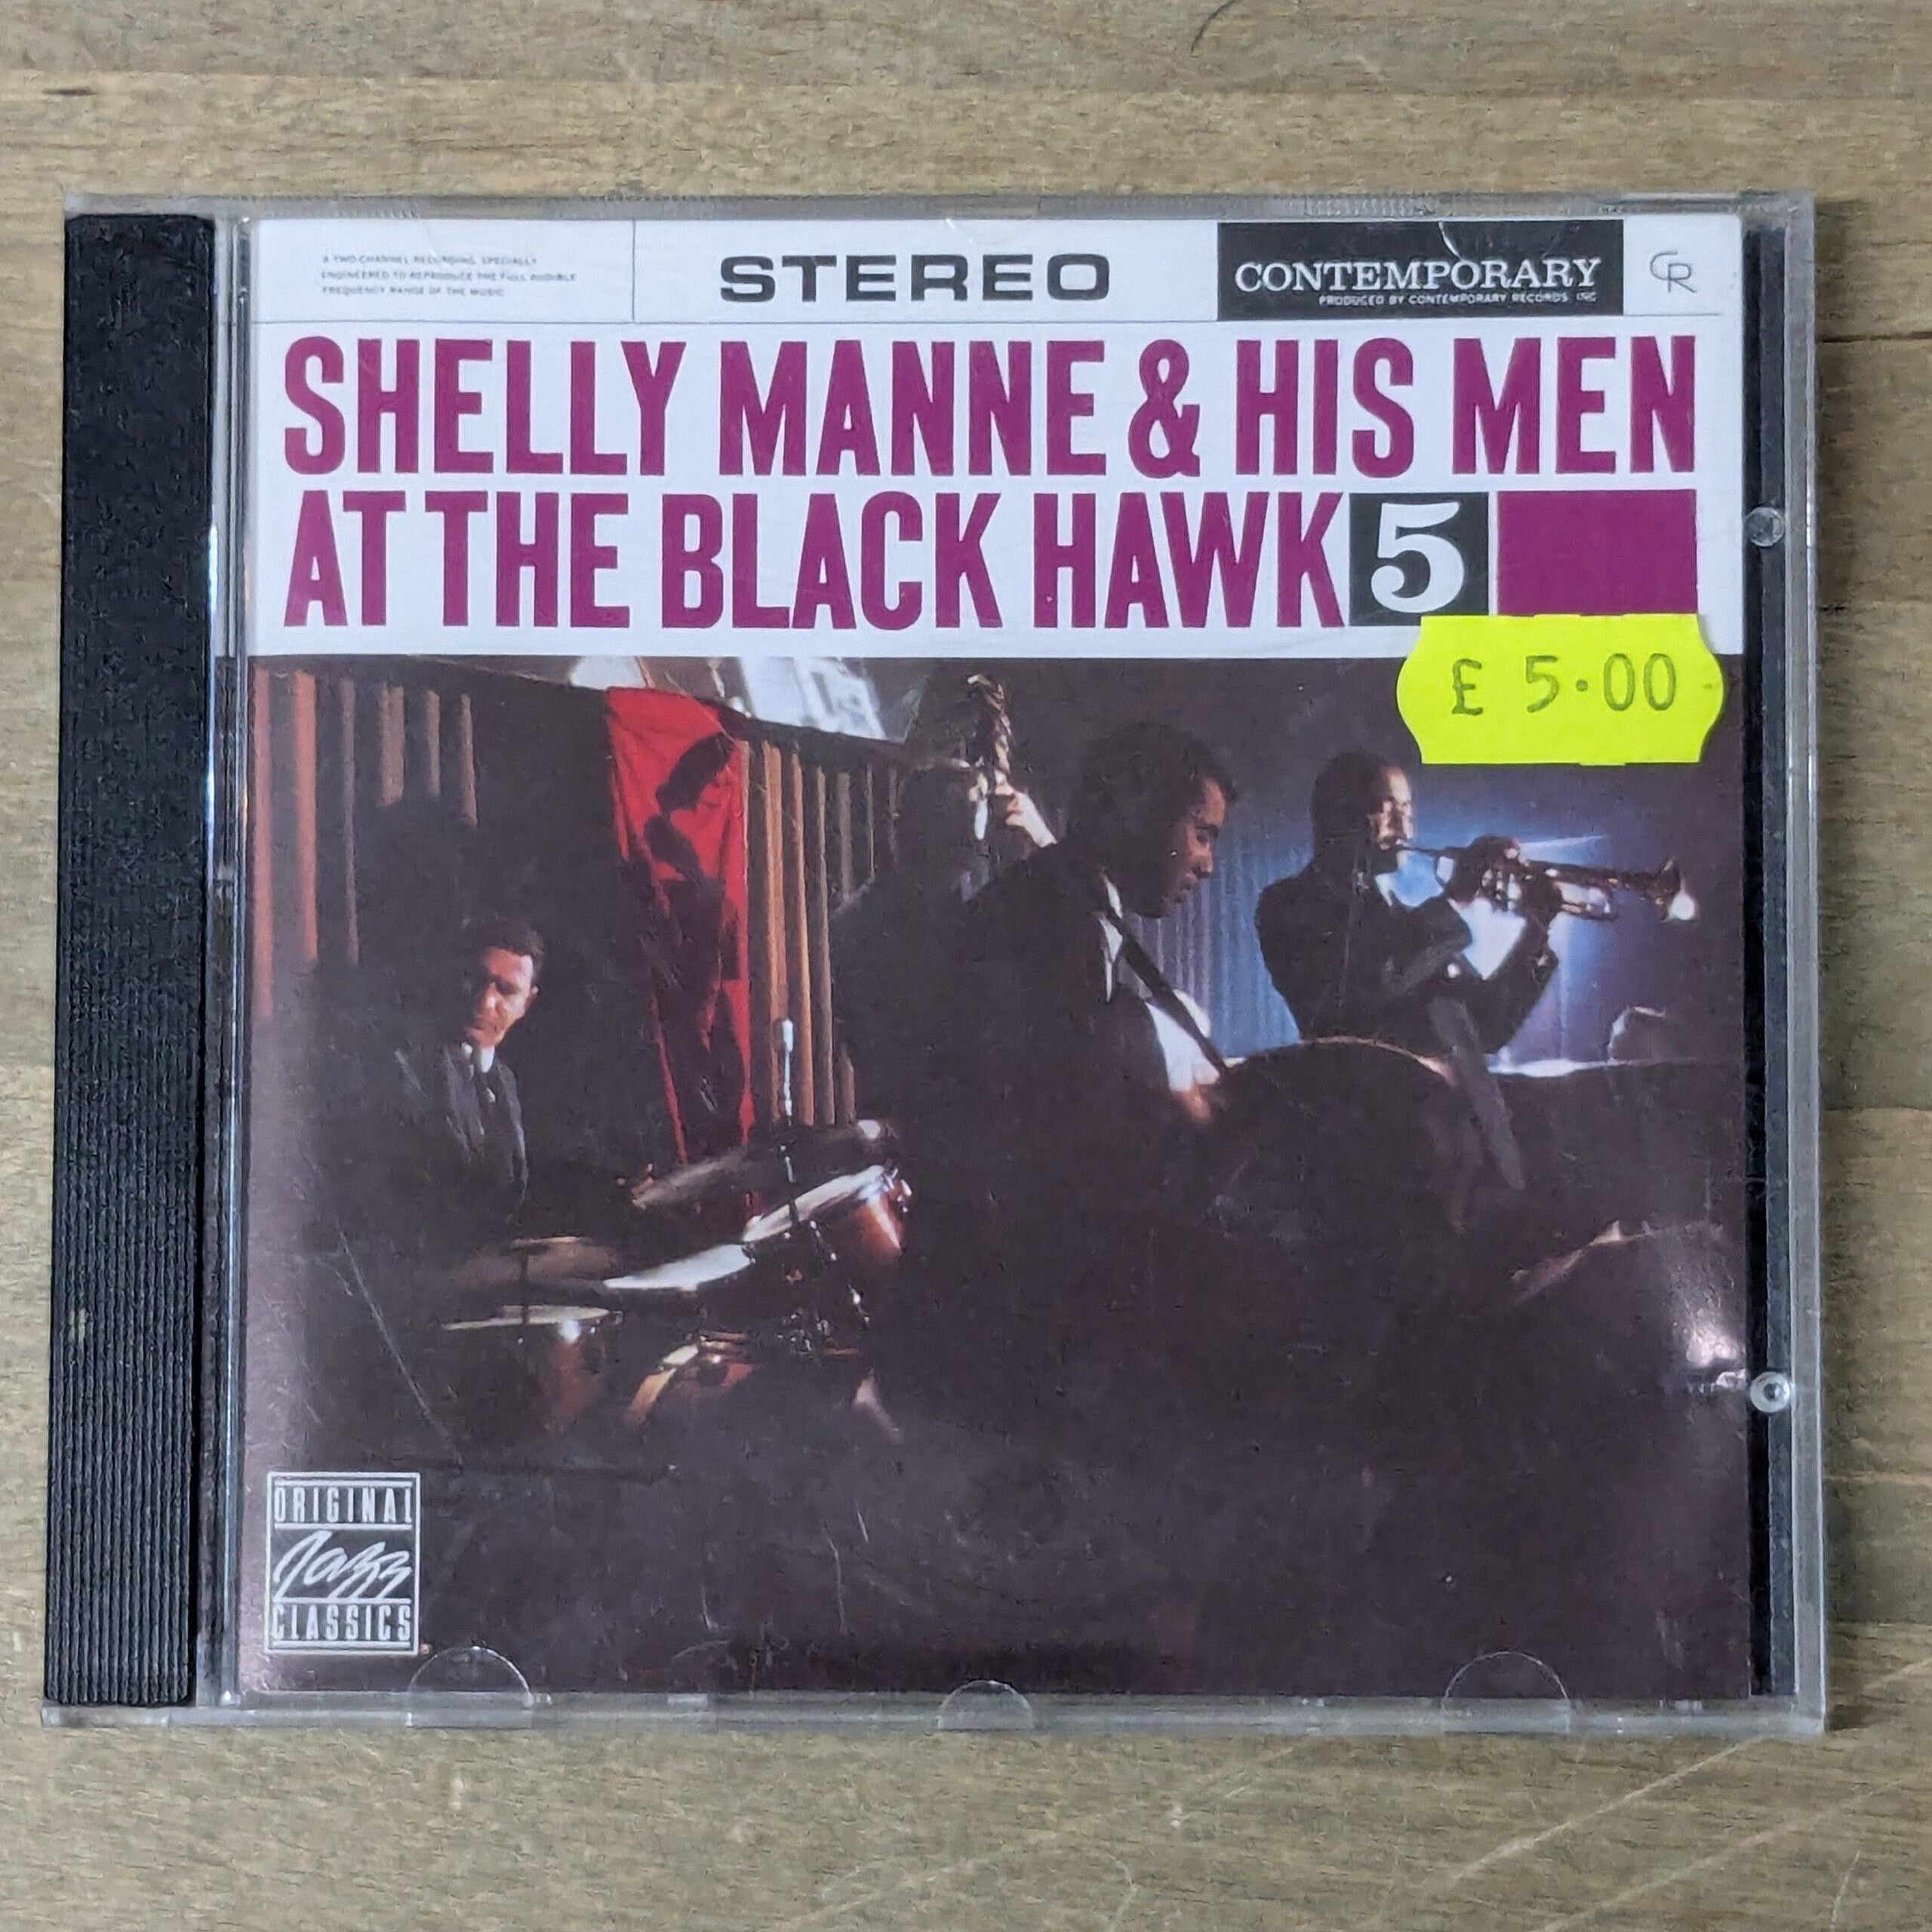 A TWO CHANNEL RECORDING, SPECIALLY
ENGINEERED TO REPRODUCE THE FULL AUDIBLE
FREQUENCY RANGE OF THE MUSIC
STEREO
CONTEMPORARY
PRODUCED BY CONTEMPORARY RECORDS, INC
CR
SHELLY MANNE & HIS MEN
AT THE BLACK HAWK 5
£ 5.00
ORIGINAL
Jazz
CLASSICS